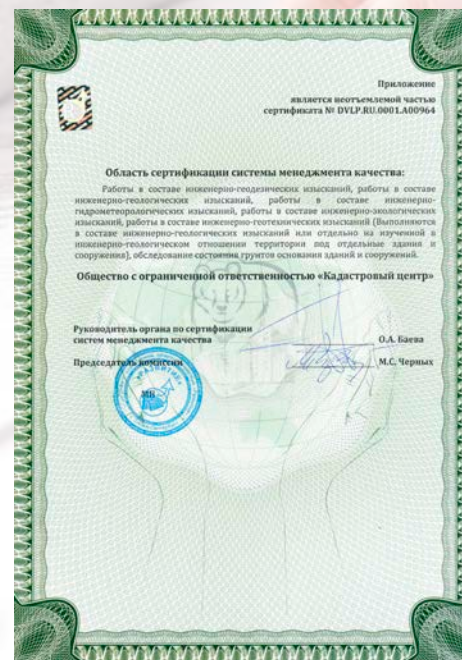 Приложение
является неотъемлемой частью
сертификата № DVLP.RU.0001.A00964
Область сертификации системы менеджмента качества:
Работы в составе инженерно-геодезических изысканий, работы в составе
инженерно-геологических изысканий, работы в составе инженерно-
гидрометеорологических изысканий, работы в составе инженерно-экологических
изысканий, работы в составе инженерно-геотехнических изысканий (Выполняются
в составе инженерно-геологических изысканий или отдельно на изученной в
инженерно-геологическом отношении территории под отдельные здания и
сооружения), обследование состояния грунтов основания зданий и сооружений.
Общество с ограниченной ответственностью «Кадастровый центр»
Руководитель органа по сертификации
систем менеджмента качества О.А. Баева
Председатель комиссии М.С. Черных
«РАЗВИТИЕ»
МП